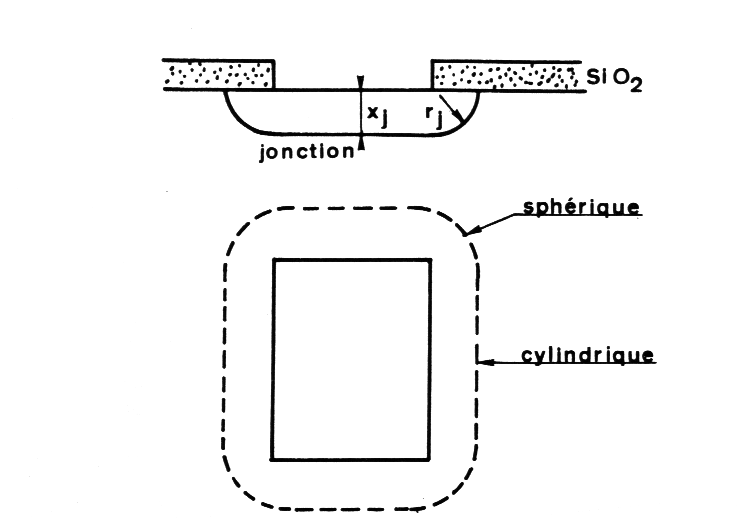 SiO2
xj
rj
jonction
sphérique
cylindrique